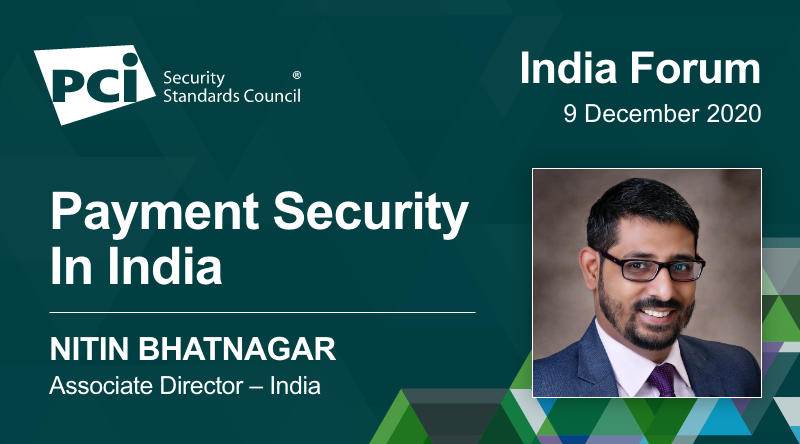 PCi Security
Standards Council ®
India Forum
9 December 2020
Payment Security
In India
NITIN BHATNAGAR
Associate Director – India